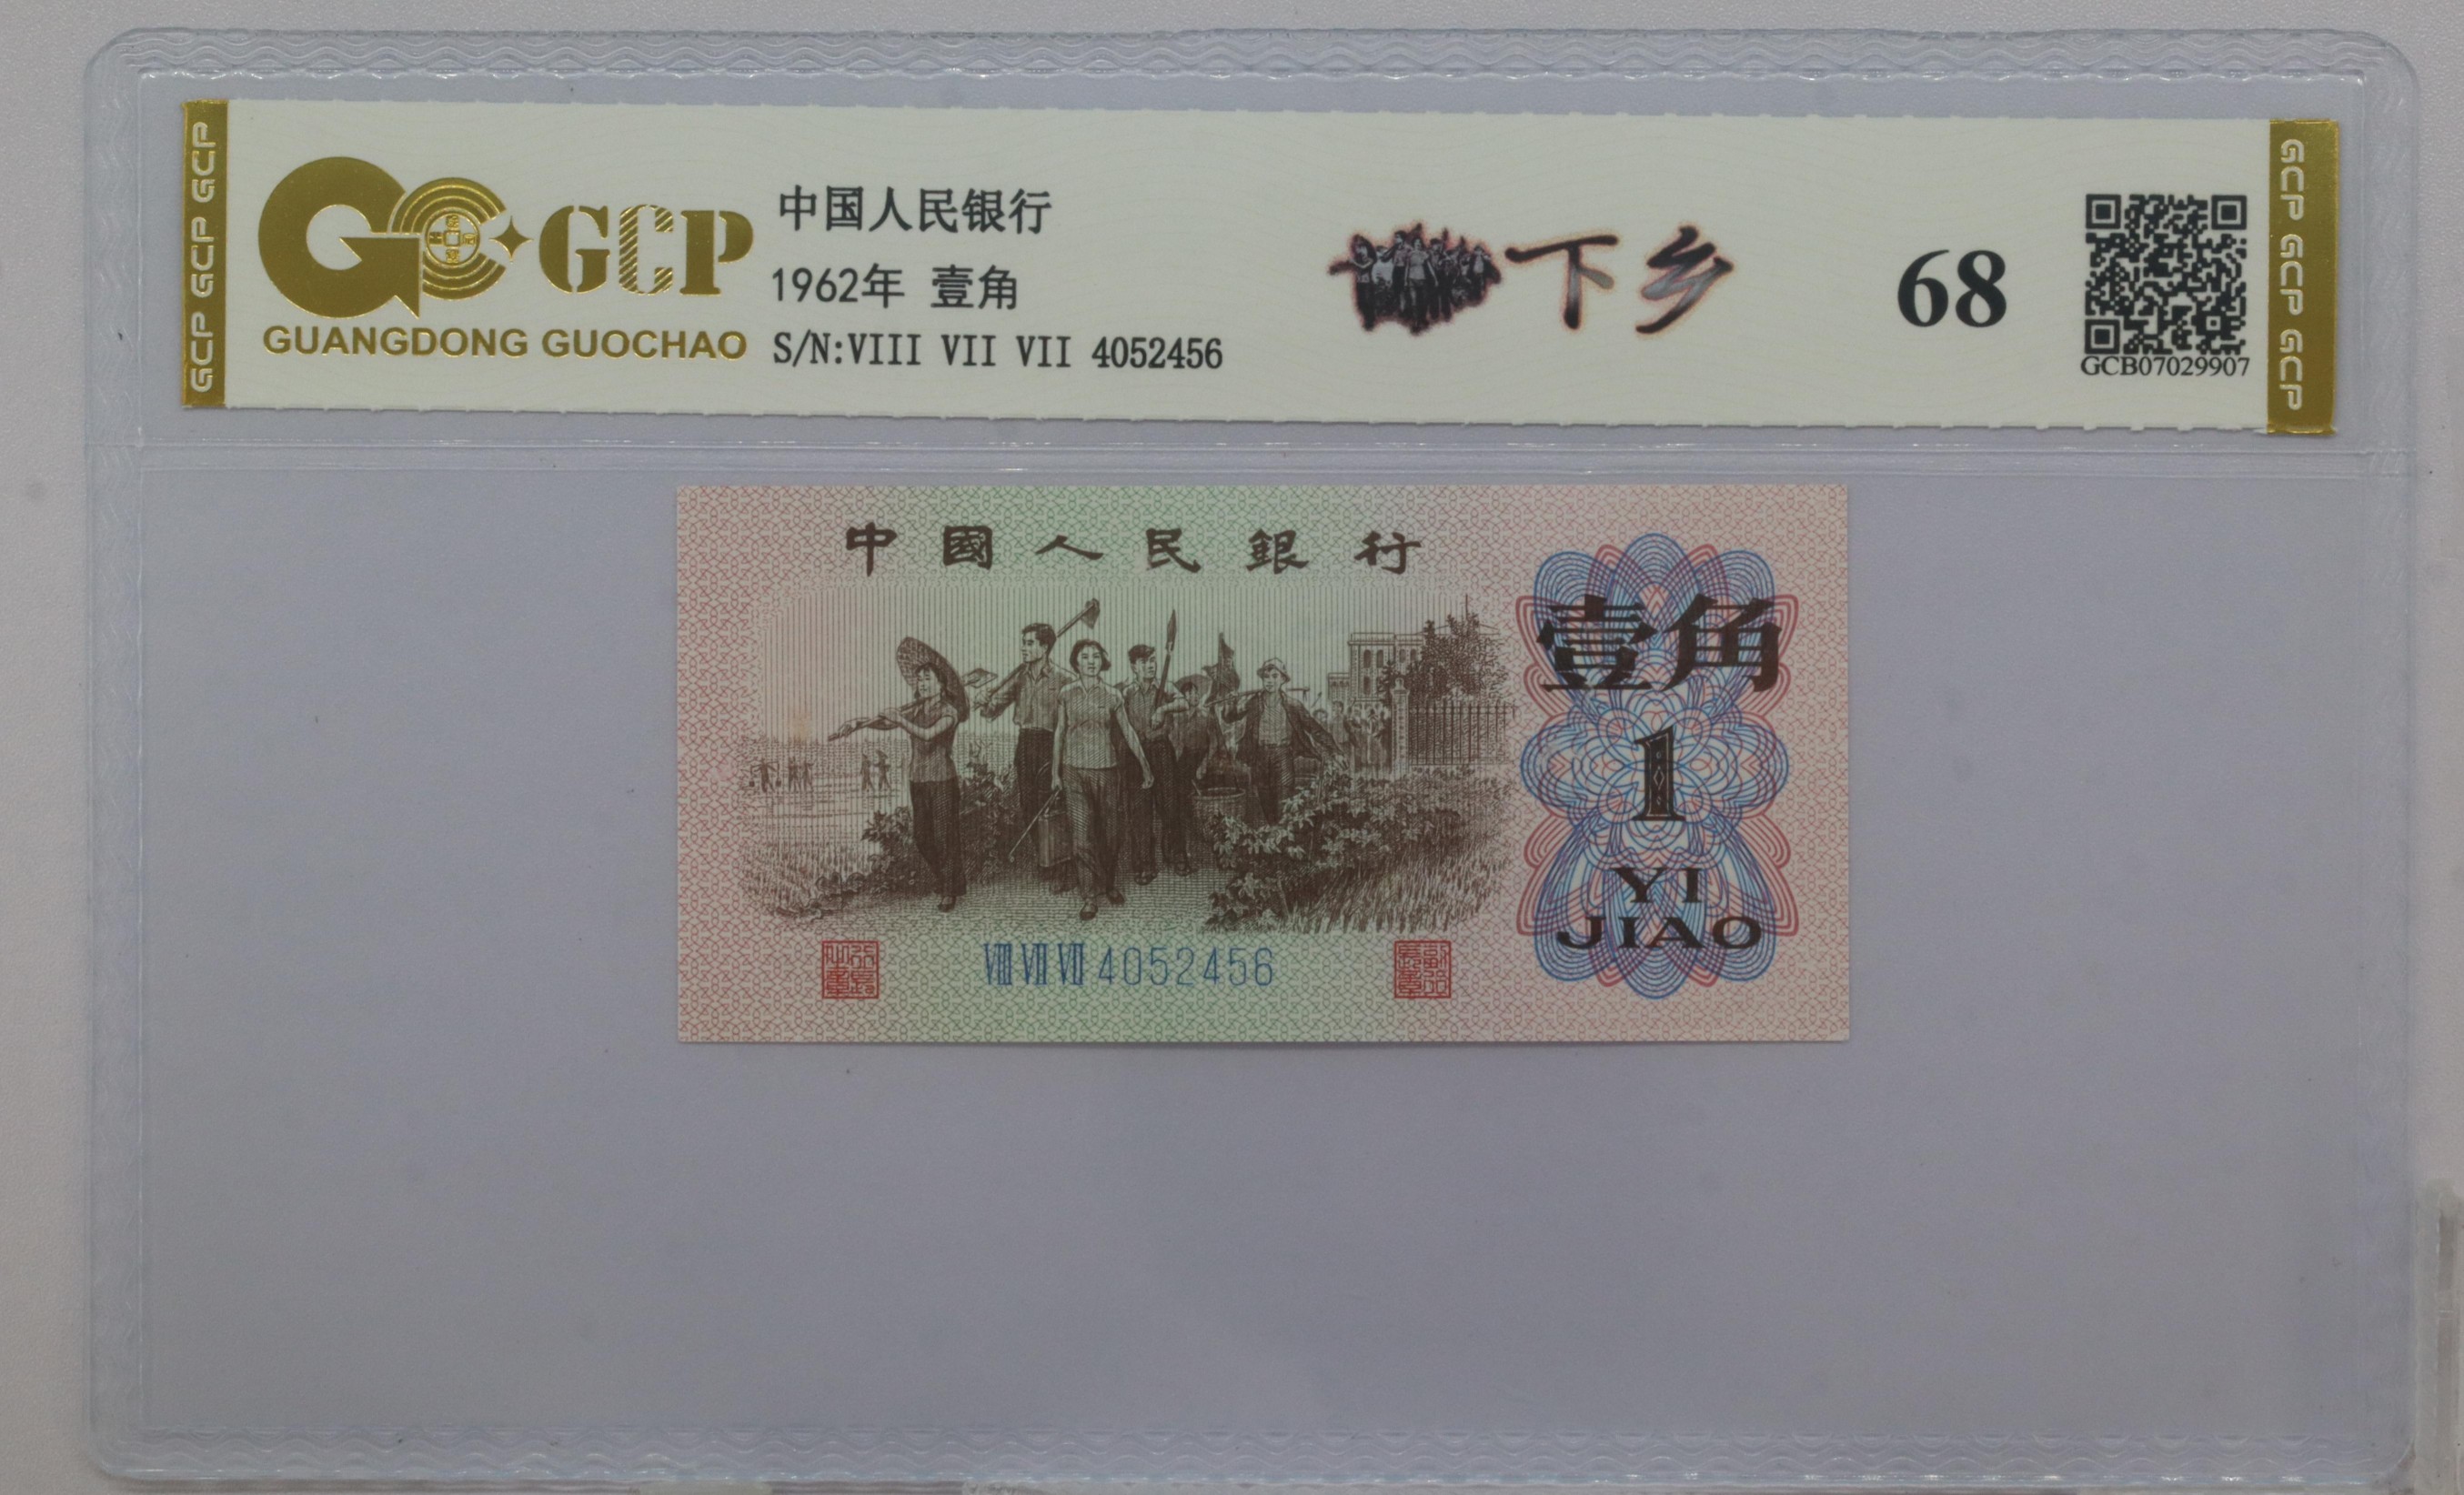 GCP GCP GCP
GCP
GUANGDONG GUOCHAO
中国人民银行
1962年 壹角
S/N:VIII VII VII 4052456
下乡
68
GCB07029907
GCP GCP GCP
中國人民銀行
壹角
1
YI
JIAO
VIII VII VII 4052456